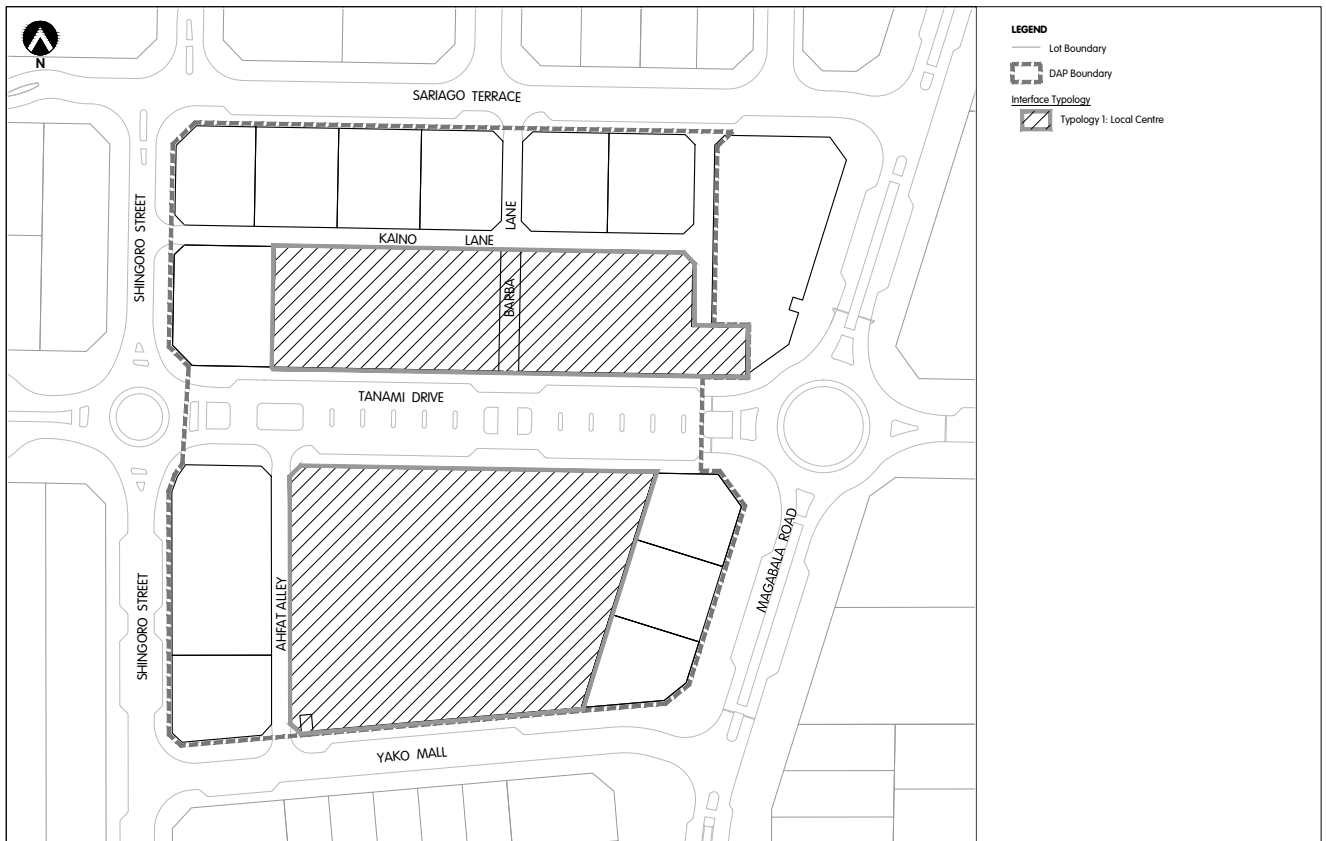 N
SARIAGO TERRACE
SHINGORO STREET
KAINO LANE
BARBA LANE
TANAMI DRIVE
SHINGORO STREET
AHFAT ALLEY
MAGABALA ROAD
YAKO MALL
LEGEND
Lot Boundary
DAP Boundary
Interface Typology
Typology 1: Local Centre